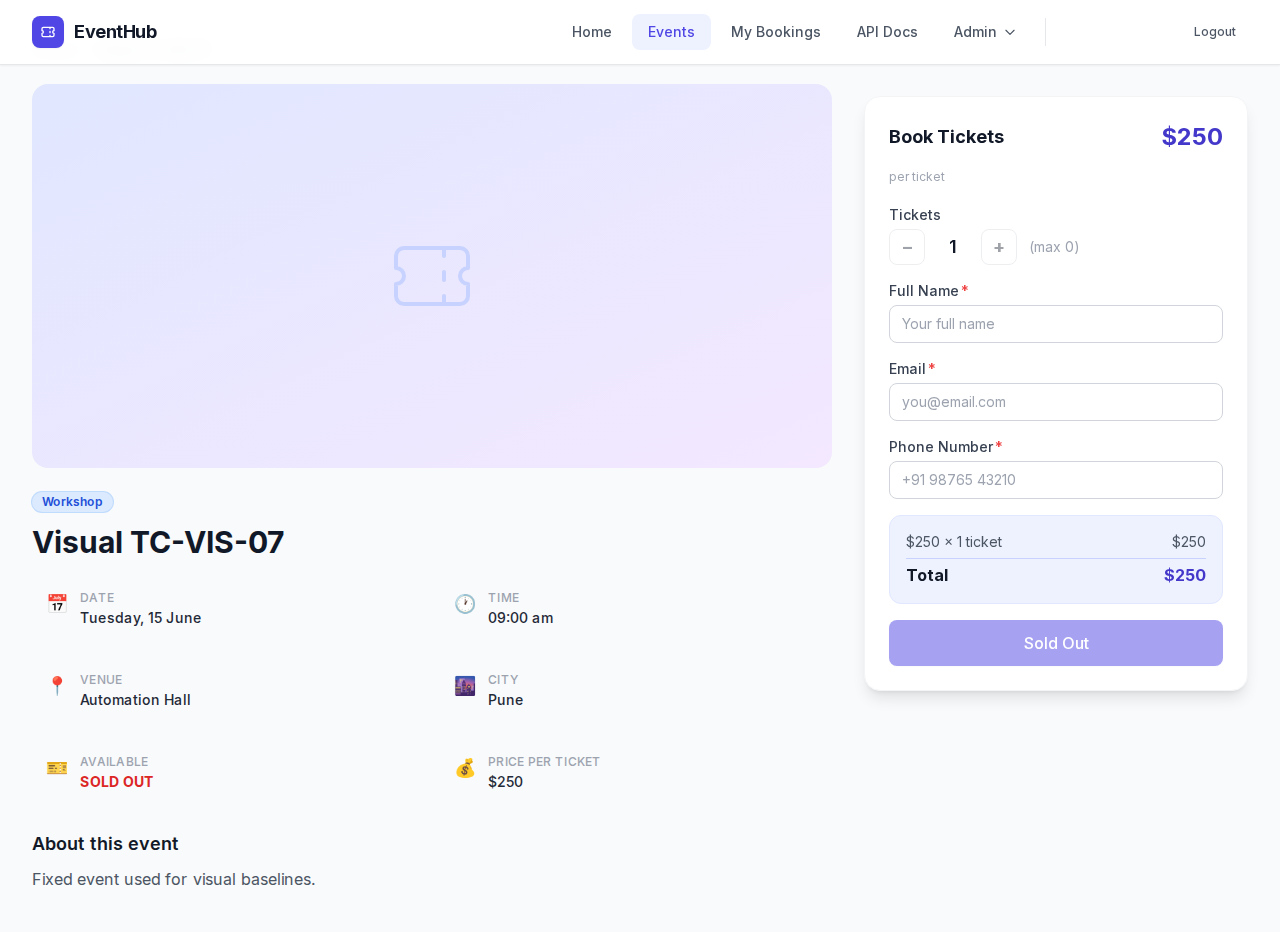 EventHub
Home
Events
My Bookings
API Docs
Admin
Logout
Workshop
Visual TC-VIS-07
DATE
Tuesday, 15 June
TIME
09:00 am
VENUE
Automation Hall
CITY
Pune
AVAILABLE
SOLD OUT
PRICE PER TICKET
$250
About this event
Fixed event used for visual baselines.
Book Tickets
$250
per ticket
Tickets
− 1 + (max 0)
Full Name *
Your full name
Email *
you@email.com
Phone Number *
+91 98765 43210
$250 × 1 ticket $250
Total $250
Sold Out